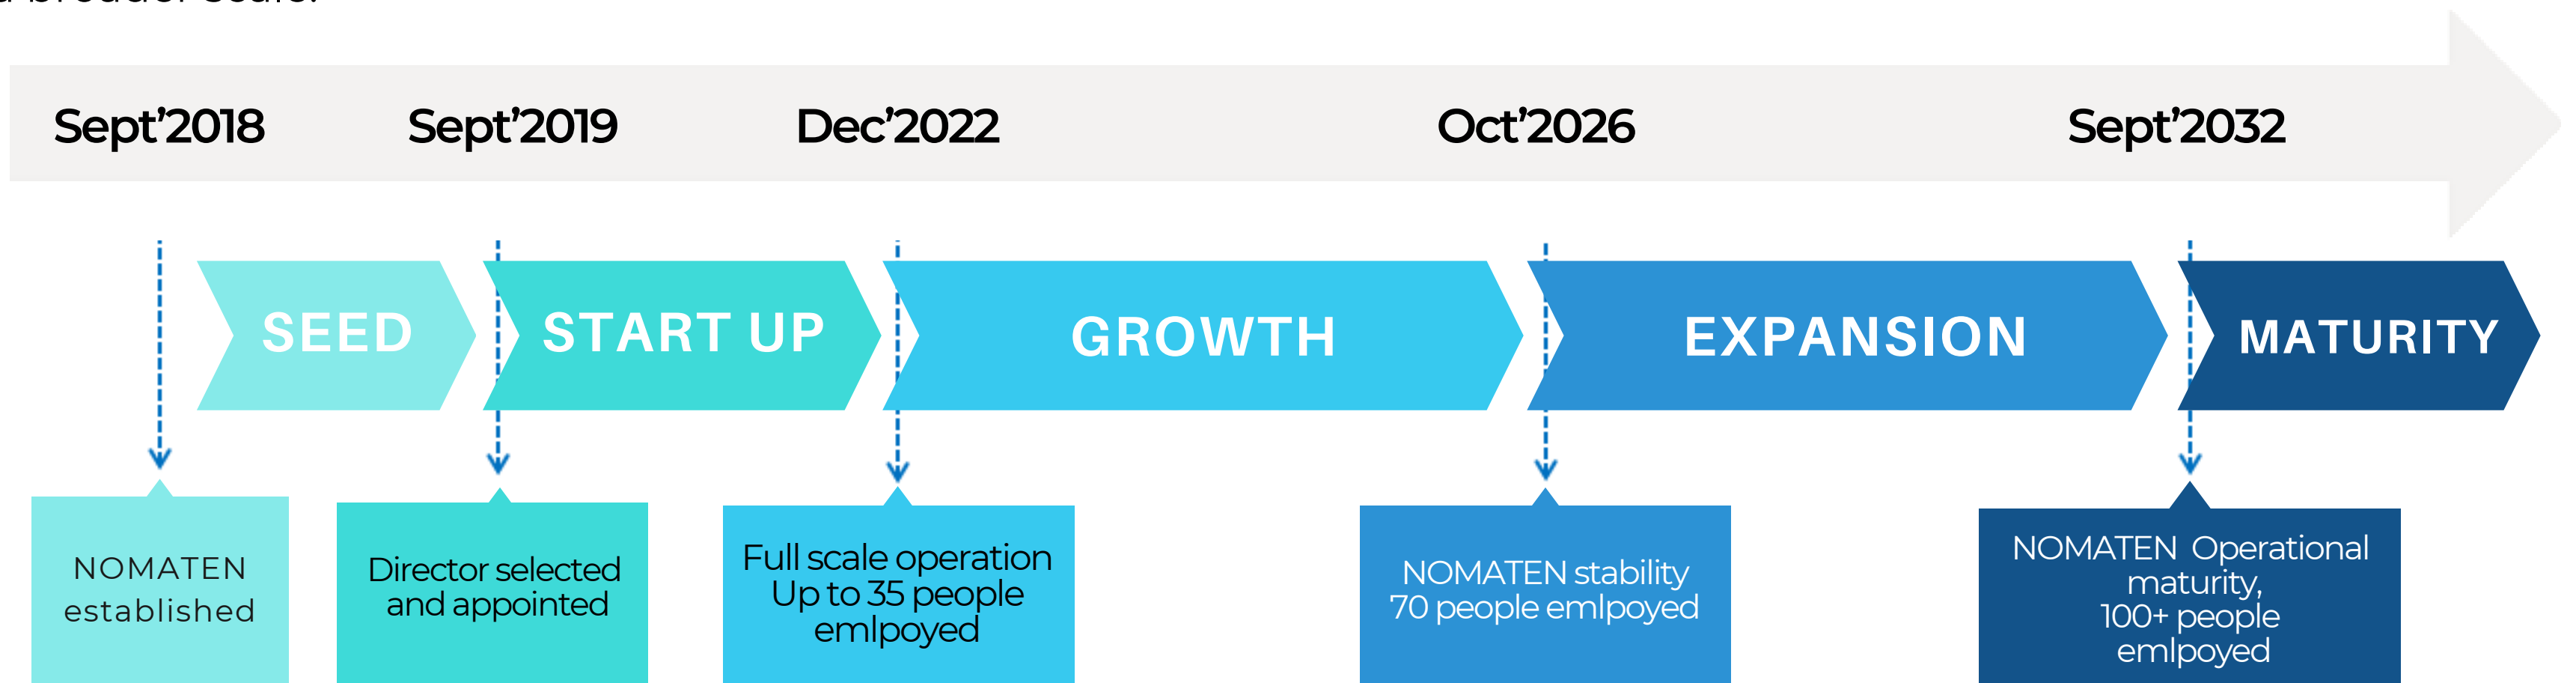 broader scale.
Sept'2018 Sept'2019 Dec'2022 Oct'2026 Sept'2032
SEED START UP GROWTH EXPANSION MATURITY
NOMATEN
established
Director selected
and appointed
Full scale operation
Up to 35 people
emlpoyed
NOMATEN stability
70 people emlpoyed
NOMATEN Operational
maturity,
100+ people
emlpoyed